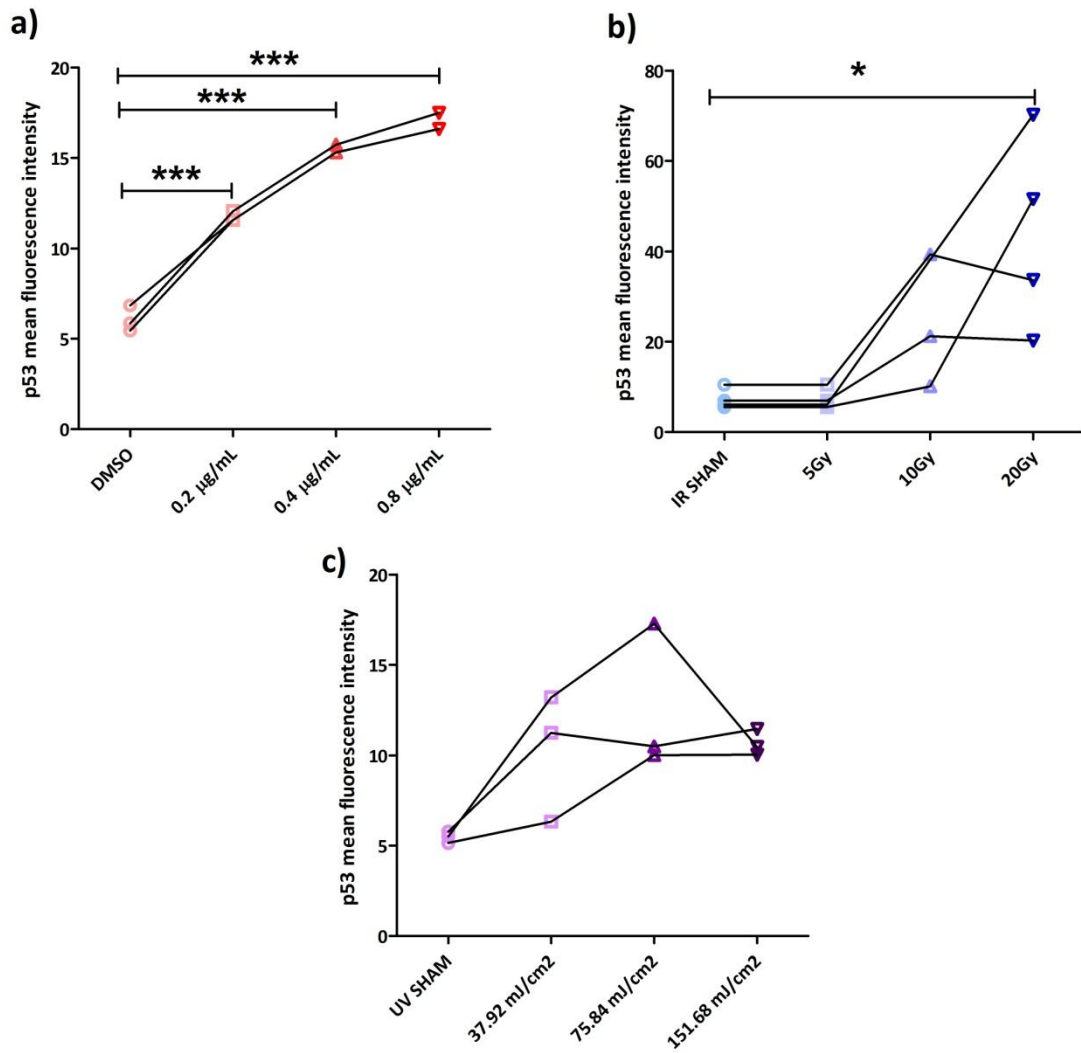 a)
p53 mean fluorescence intensity
20
15
10
5
0
***
***
***
DMSO
0.2 µg/mL
0.4 µg/mL
0.8 µg/mL
b)
p53 mean fluorescence intensity
80
60
40
20
0
*
IR SHAM
5Gy
10Gy
20Gy
c)
p53 mean fluorescence intensity
20
15
10
5
0
UV SHAM
37.92 mJ/cm2
75.84 mJ/cm2
151.68 mJ/cm2